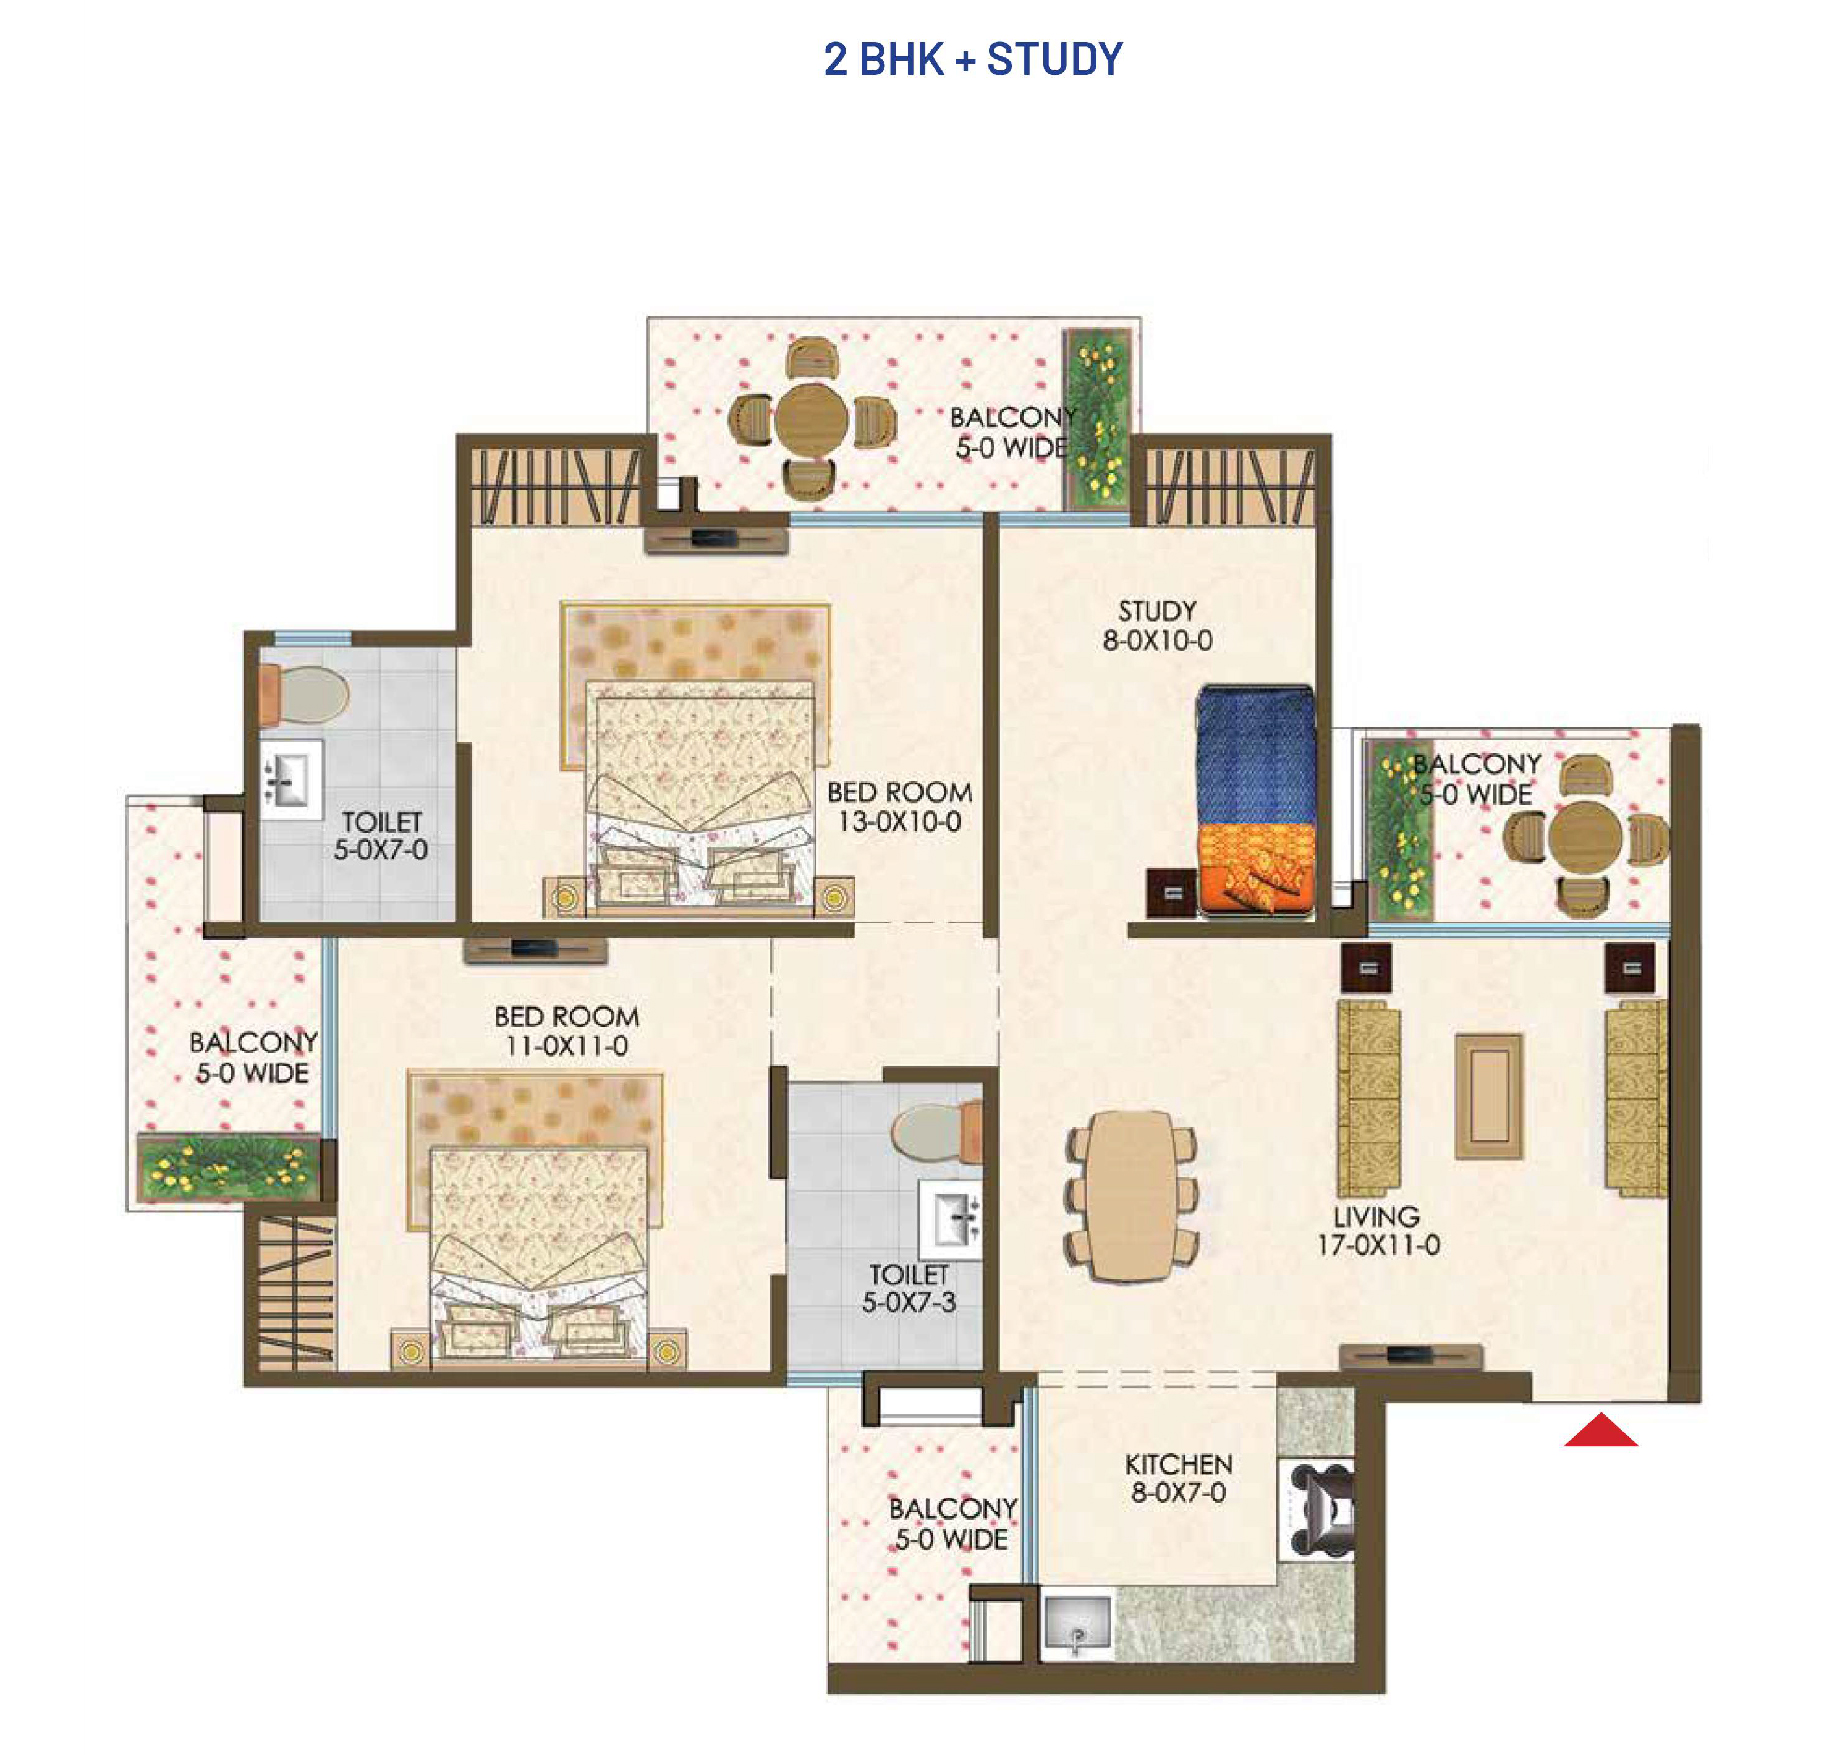 2 BHK + STUDY
BALCONY
5-0 WIDE
STUDY
8-0X10-0
BALCONY
5-0 WIDE
BED ROOM
13-0X10-0
TOILET
5-0X7-0
BED ROOM
11-0X11-0
BALCONY
5-0 WIDE
LIVING
17-0X11-0
TOILET
5-0X7-3
KITCHEN
8-0X7-0
BALCONY
5-0 WIDE